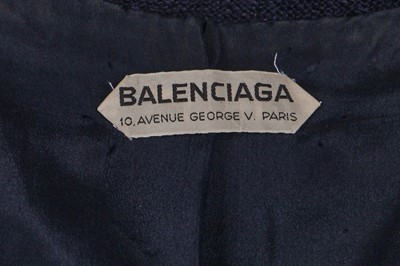 BALENCIAGA
10, AVENUE GEORGE V. PARIS